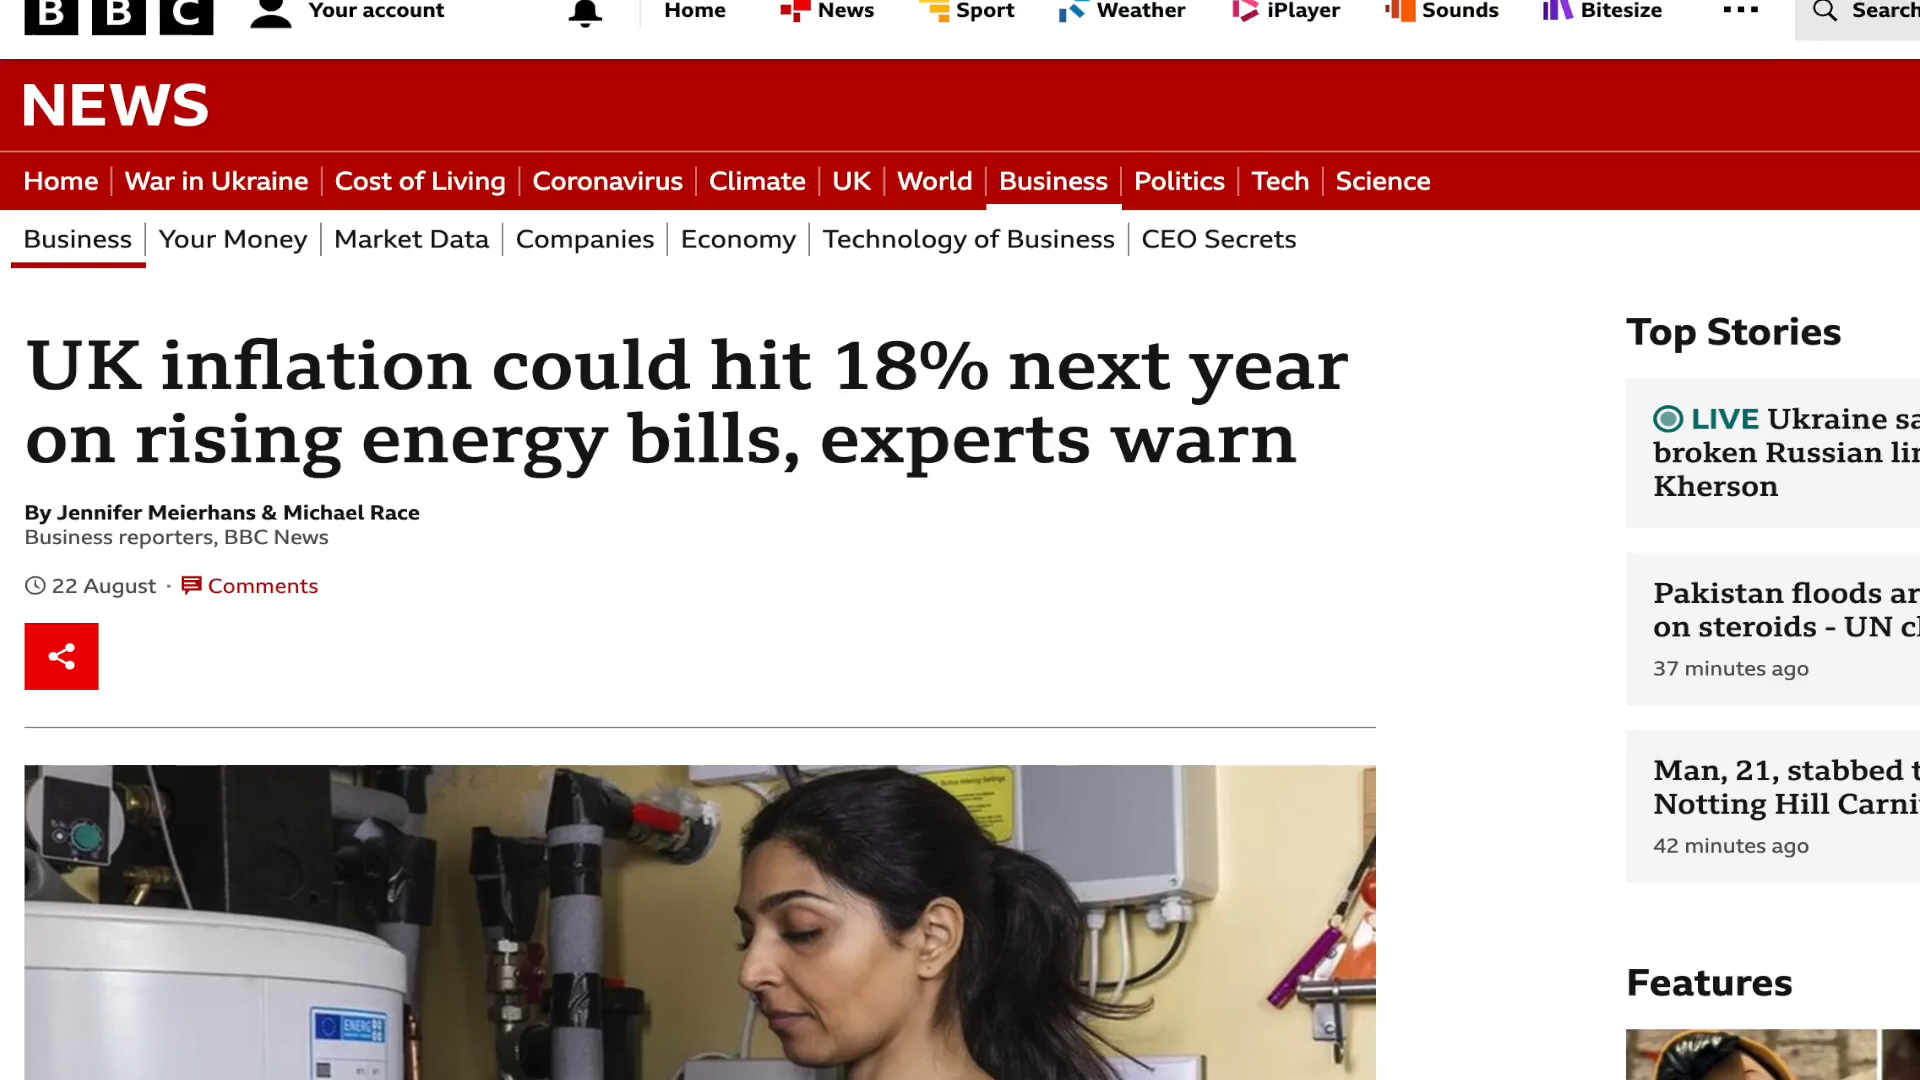 BBC Your account Home News Sport Weather iPlayer Sounds Bitesize ... Search
NEWS
Home War in Ukraine Cost of Living Coronavirus Climate UK World Business Politics Tech Science
Business Your Money Market Data Companies Economy Technology of Business CEO Secrets
UK inflation could hit 18% next year
on rising energy bills, experts warn
By Jennifer Meierhans & Michael Race
Business reporters, BBC News
22 August · Comments
ENERG
Top Stories
LIVE Ukraine
broken Russian
Kherson
Pakistan floods
on steroids - UN
37 minutes ago
Man, 21, stabbed
Notting Hill
42 minutes ago
Features